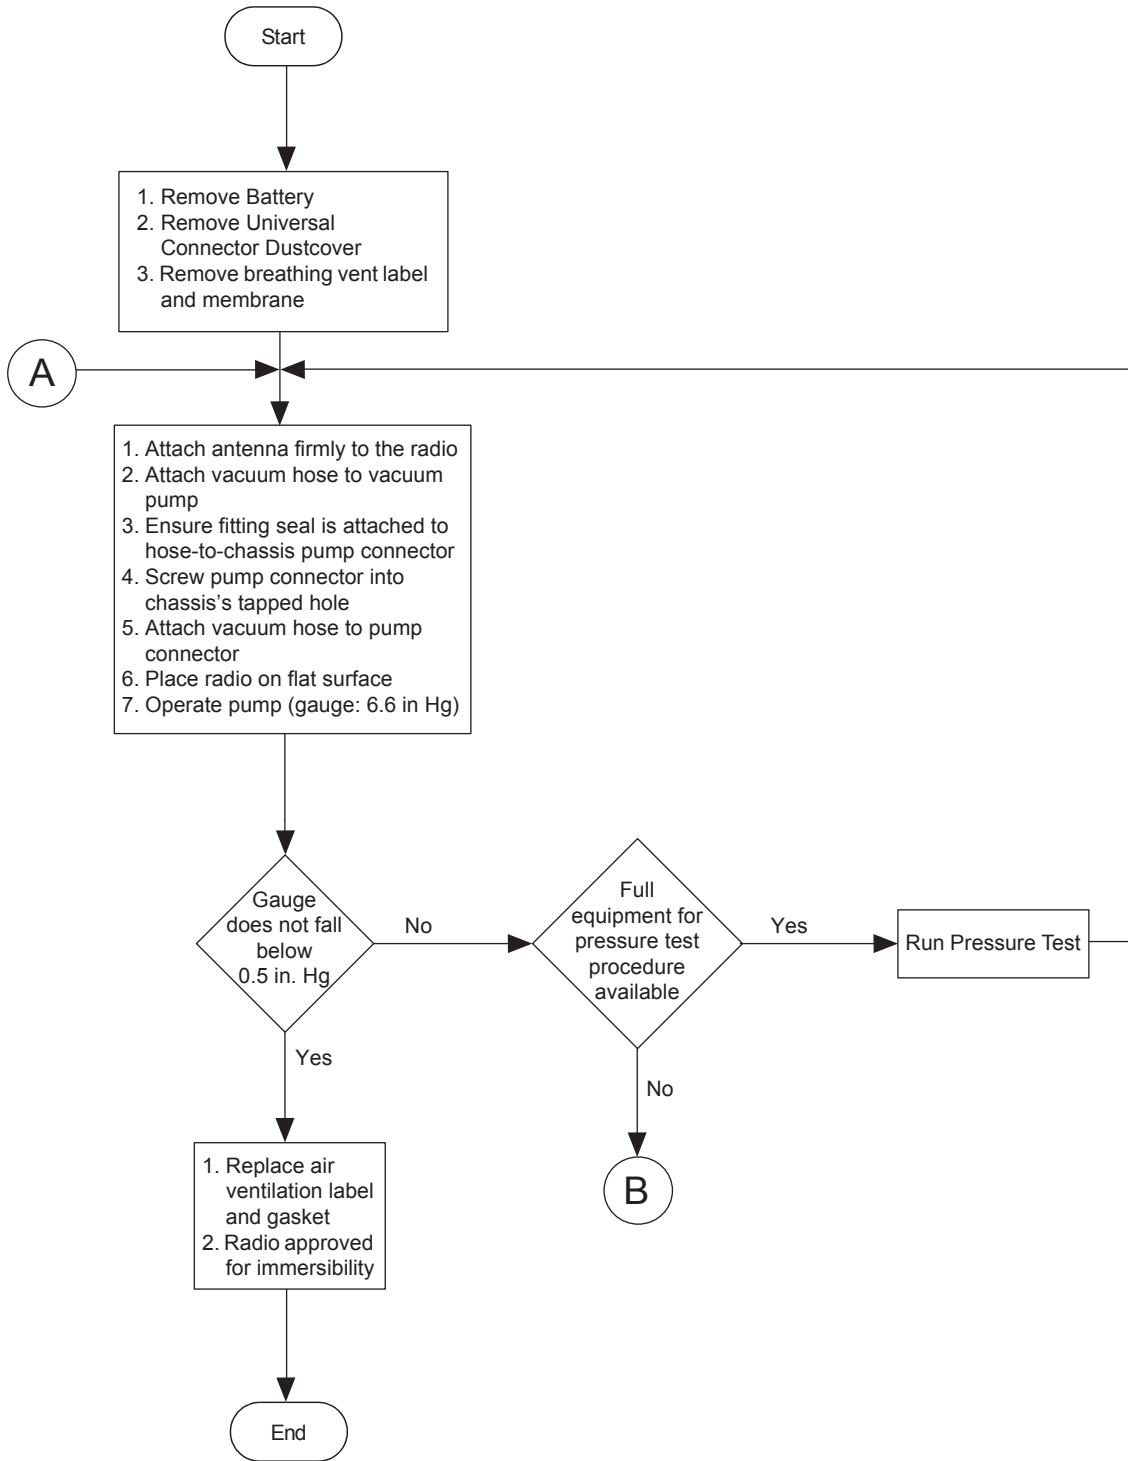 Start
1. Remove Battery
2. Remove Universal
Connector Dustcover
3. Remove breathing vent label
and membrane
A
1. Attach antenna firmly to the radio
2. Attach vacuum hose to vacuum
pump
3. Ensure fitting seal is attached to
hose-to-chassis pump connector
4. Screw pump connector into
chassis's tapped hole
5. Attach vacuum hose to pump
connector
6. Place radio on flat surface
7. Operate pump (gauge: 6.6 in Hg)
Gauge
does not fall
below
0.5 in. Hg
No
Full
equipment for
pressure test
procedure
available
Yes
Run Pressure Test
Yes
No
1. Replace air
ventilation label
and gasket
2. Radio approved
for immersibility
B
End